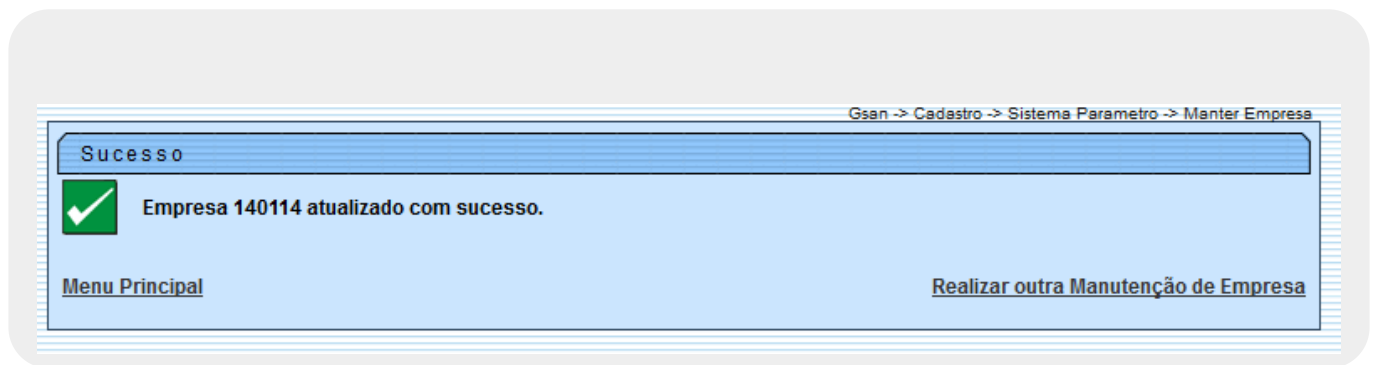 Gsan -> Cadastro -> Sistema Parametro -> Manter Empresa
Sucesso
Empresa 140114 atualizado com sucesso.
Menu Principal
Realizar outra Manutenção de Empresa